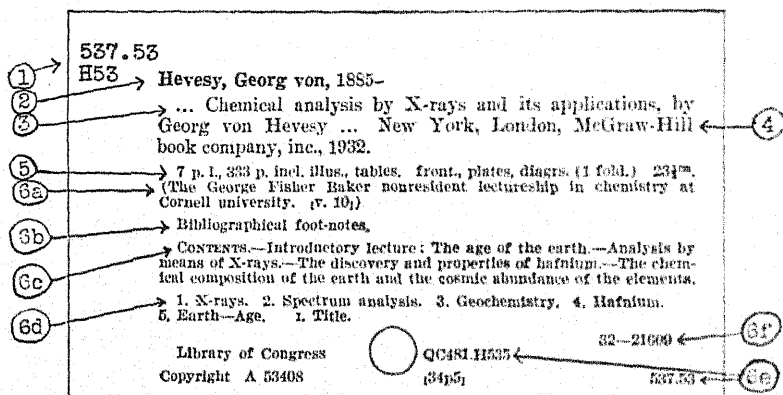 537.53
① H53
② Hevesy, Georg von, 1885–
③ ... Chemical analysis by X-rays and its applications, by
Georg von Hevesy ... New York, London, McGraw-Hill ④
book company, inc., 1932.
⑤ 7 p. l., 333 p. incl. illus., tables. front., plates, diagrs. (1 fold.) 23½ᶜᵐ.
6a (The George Fisher Baker nonresident lectureship in chemistry at
Cornell university. [v. 10])
6b Bibliographical foot-notes.
6c CONTENTS.—Introductory lecture: The age of the earth.—Analysis by
means of X-rays.—The discovery and properties of hafnium.—The chem-
ical composition of the earth and the cosmic abundance of the elements.
6d 1. X-rays. 2. Spectrum analysis. 3. Geochemistry. 4. Hafnium.
5. Earth—Age. I. Title.
32—21609 6f
Library of Congress QC481.H535
Copyright A 53408 [34p5] 537.53 6e